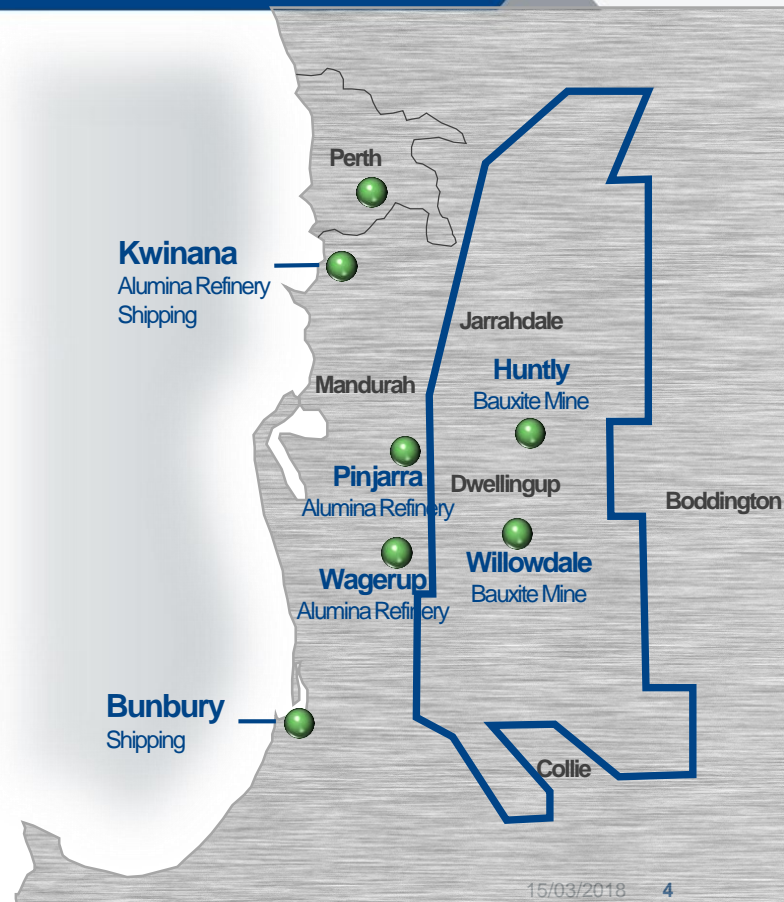 Perth
Kwinana
Alumina Refinery
Shipping
Jarrahdale
Huntly
Bauxite Mine
Mandurah
Pinjarra
Alumina Refinery
Dwellingup
Boddington
Willowdale
Bauxite Mine
Wagerup
Alumina Refinery
Bunbury
Shipping
Collie
15/03/2018 4